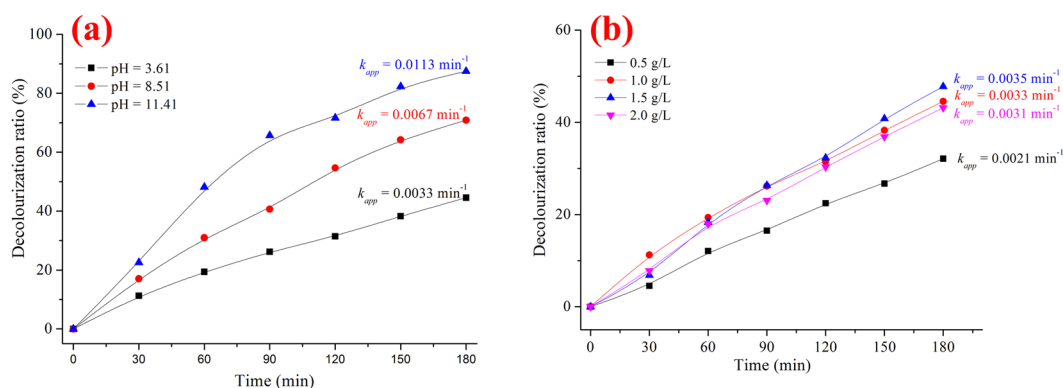 (a)
100
80
60
40
20
0
Decolourization ratio (%)
pH = 3.61
pH = 8.51
pH = 11.41
k_app = 0.0113 min⁻¹
k_app = 0.0067 min⁻¹
k_app = 0.0033 min⁻¹
0 30 60 90 120 150 180
Time (min)
(b)
60
40
20
0
Decolourization ratio (%)
0.5 g/L
1.0 g/L
1.5 g/L
2.0 g/L
k_app = 0.0035 min⁻¹
k_app = 0.0033 min⁻¹
k_app = 0.0031 min⁻¹
k_app = 0.0021 min⁻¹
0 30 60 90 120 150 180
Time (min)